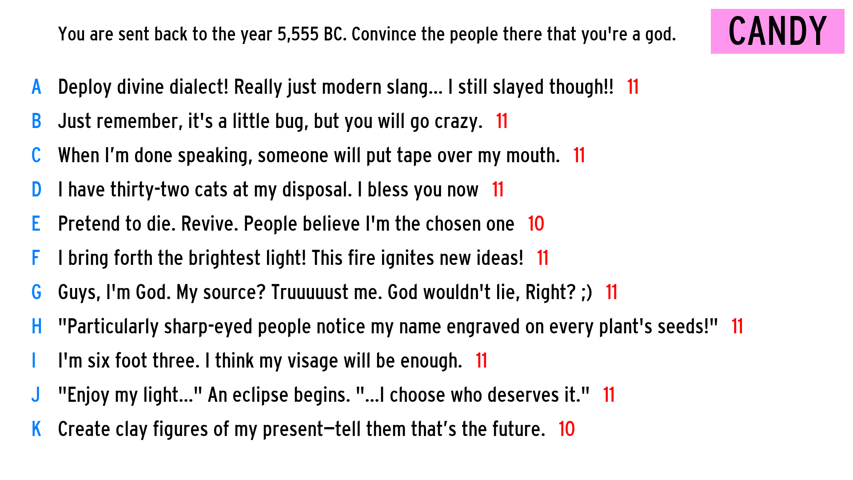 You are sent back to the year 5,555 BC. Convince the people there that you're a god.
CANDY
A Deploy divine dialect! Really just modern slang... I still slayed though!! 11
B Just remember, it's a little bug, but you will go crazy. 11
C When I’m done speaking, someone will put tape over my mouth. 11
D I have thirty-two cats at my disposal. I bless you now 11
E Pretend to die. Revive. People believe I'm the chosen one 10
F I bring forth the brightest light! This fire ignites new ideas! 11
G Guys, I'm God. My source? Truuuuust me. God wouldn't lie, Right? ;) 11
H "Particularly sharp-eyed people notice my name engraved on every plant's seeds!" 11
I I'm six foot three. I think my visage will be enough. 11
J "Enjoy my light..." An eclipse begins. "...I choose who deserves it." 11
K Create clay figures of my present—tell them that’s the future. 10